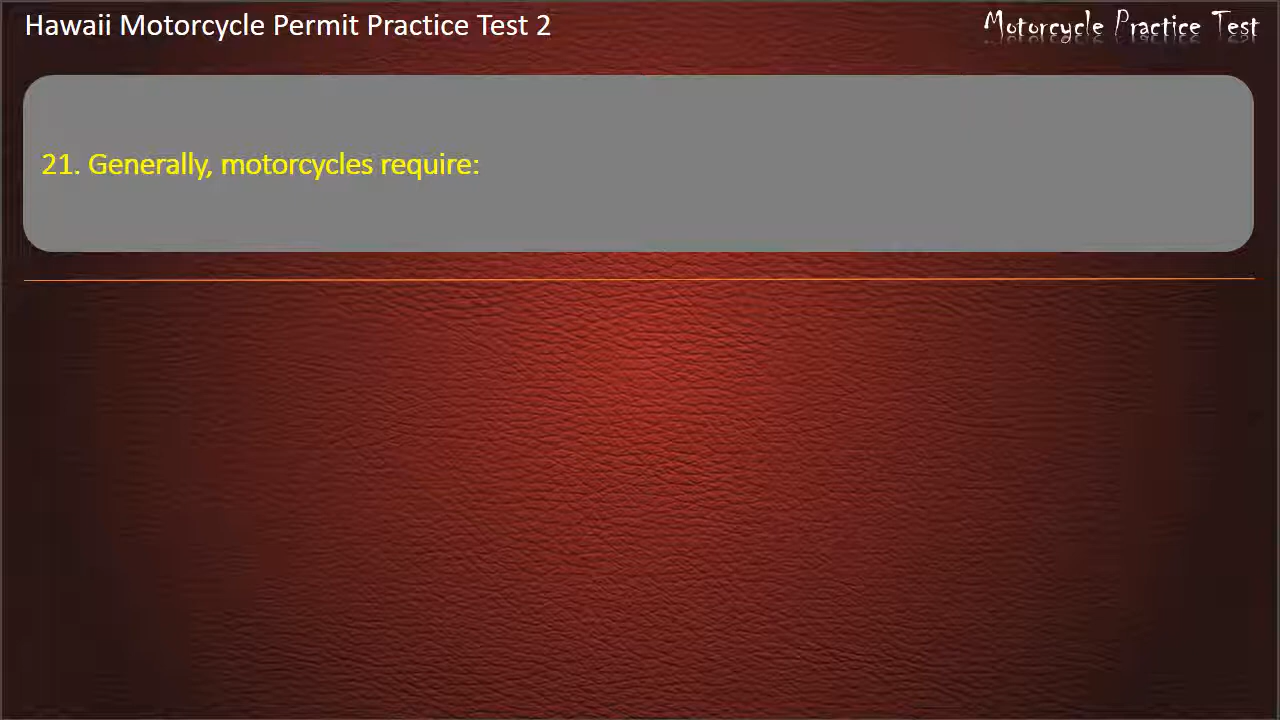 Hawaii Motorcycle Permit Practice Test 2
Motorcycle Practice Test
21. Generally, motorcycles require: